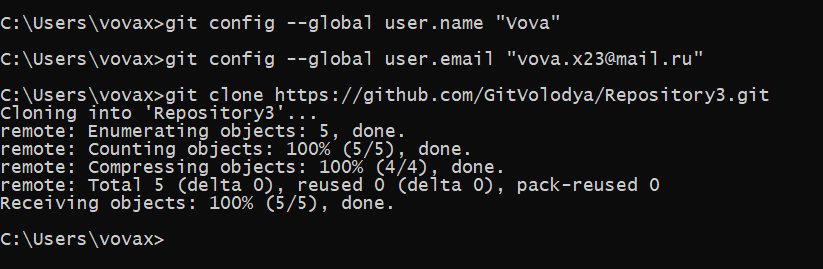 C:\Users\vovax>git config --global user.name "Vova"
C:\Users\vovax>git config --global user.email "vova.x23@mail.ru"
C:\Users\vovax>git clone https://github.com/GitVolodya/Repository3.git
Cloning into 'Repository3'...
remote: Enumerating objects: 5, done.
remote: Counting objects: 100% (5/5), done.
remote: Compressing objects: 100% (4/4), done.
remote: Total 5 (delta 0), reused 0 (delta 0), pack-reused 0
Receiving objects: 100% (5/5), done.
C:\Users\vovax>